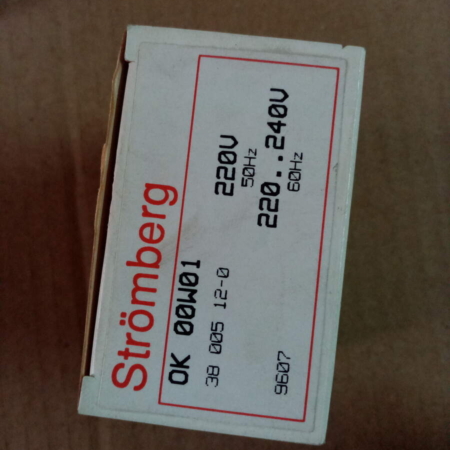 Strömberg
OK 00W01
38 005 12-0
220V
50Hz
220..240V
60Hz
9607